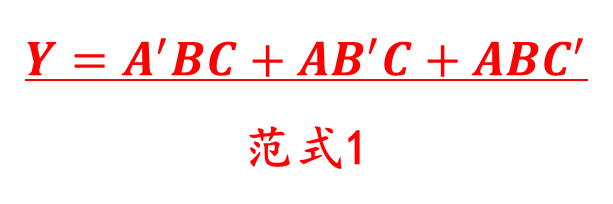 Y = A′BC + AB′C + ABC′
范式1